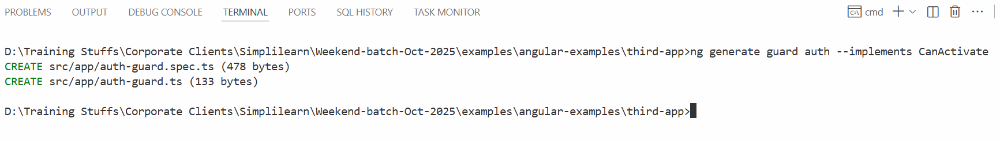 PROBLEMS OUTPUT DEBUG CONSOLE TERMINAL PORTS SQL HISTORY TASK MONITOR cmd
D:\Training Stuffs\Corporate Clients\Simplilearn\Weekend-batch-Oct-2025\examples\angular-examples\third-app>ng generate guard auth --implements CanActivate
CREATE src/app/auth-guard.spec.ts (478 bytes)
CREATE src/app/auth-guard.ts (133 bytes)
D:\Training Stuffs\Corporate Clients\Simplilearn\Weekend-batch-Oct-2025\examples\angular-examples\third-app>